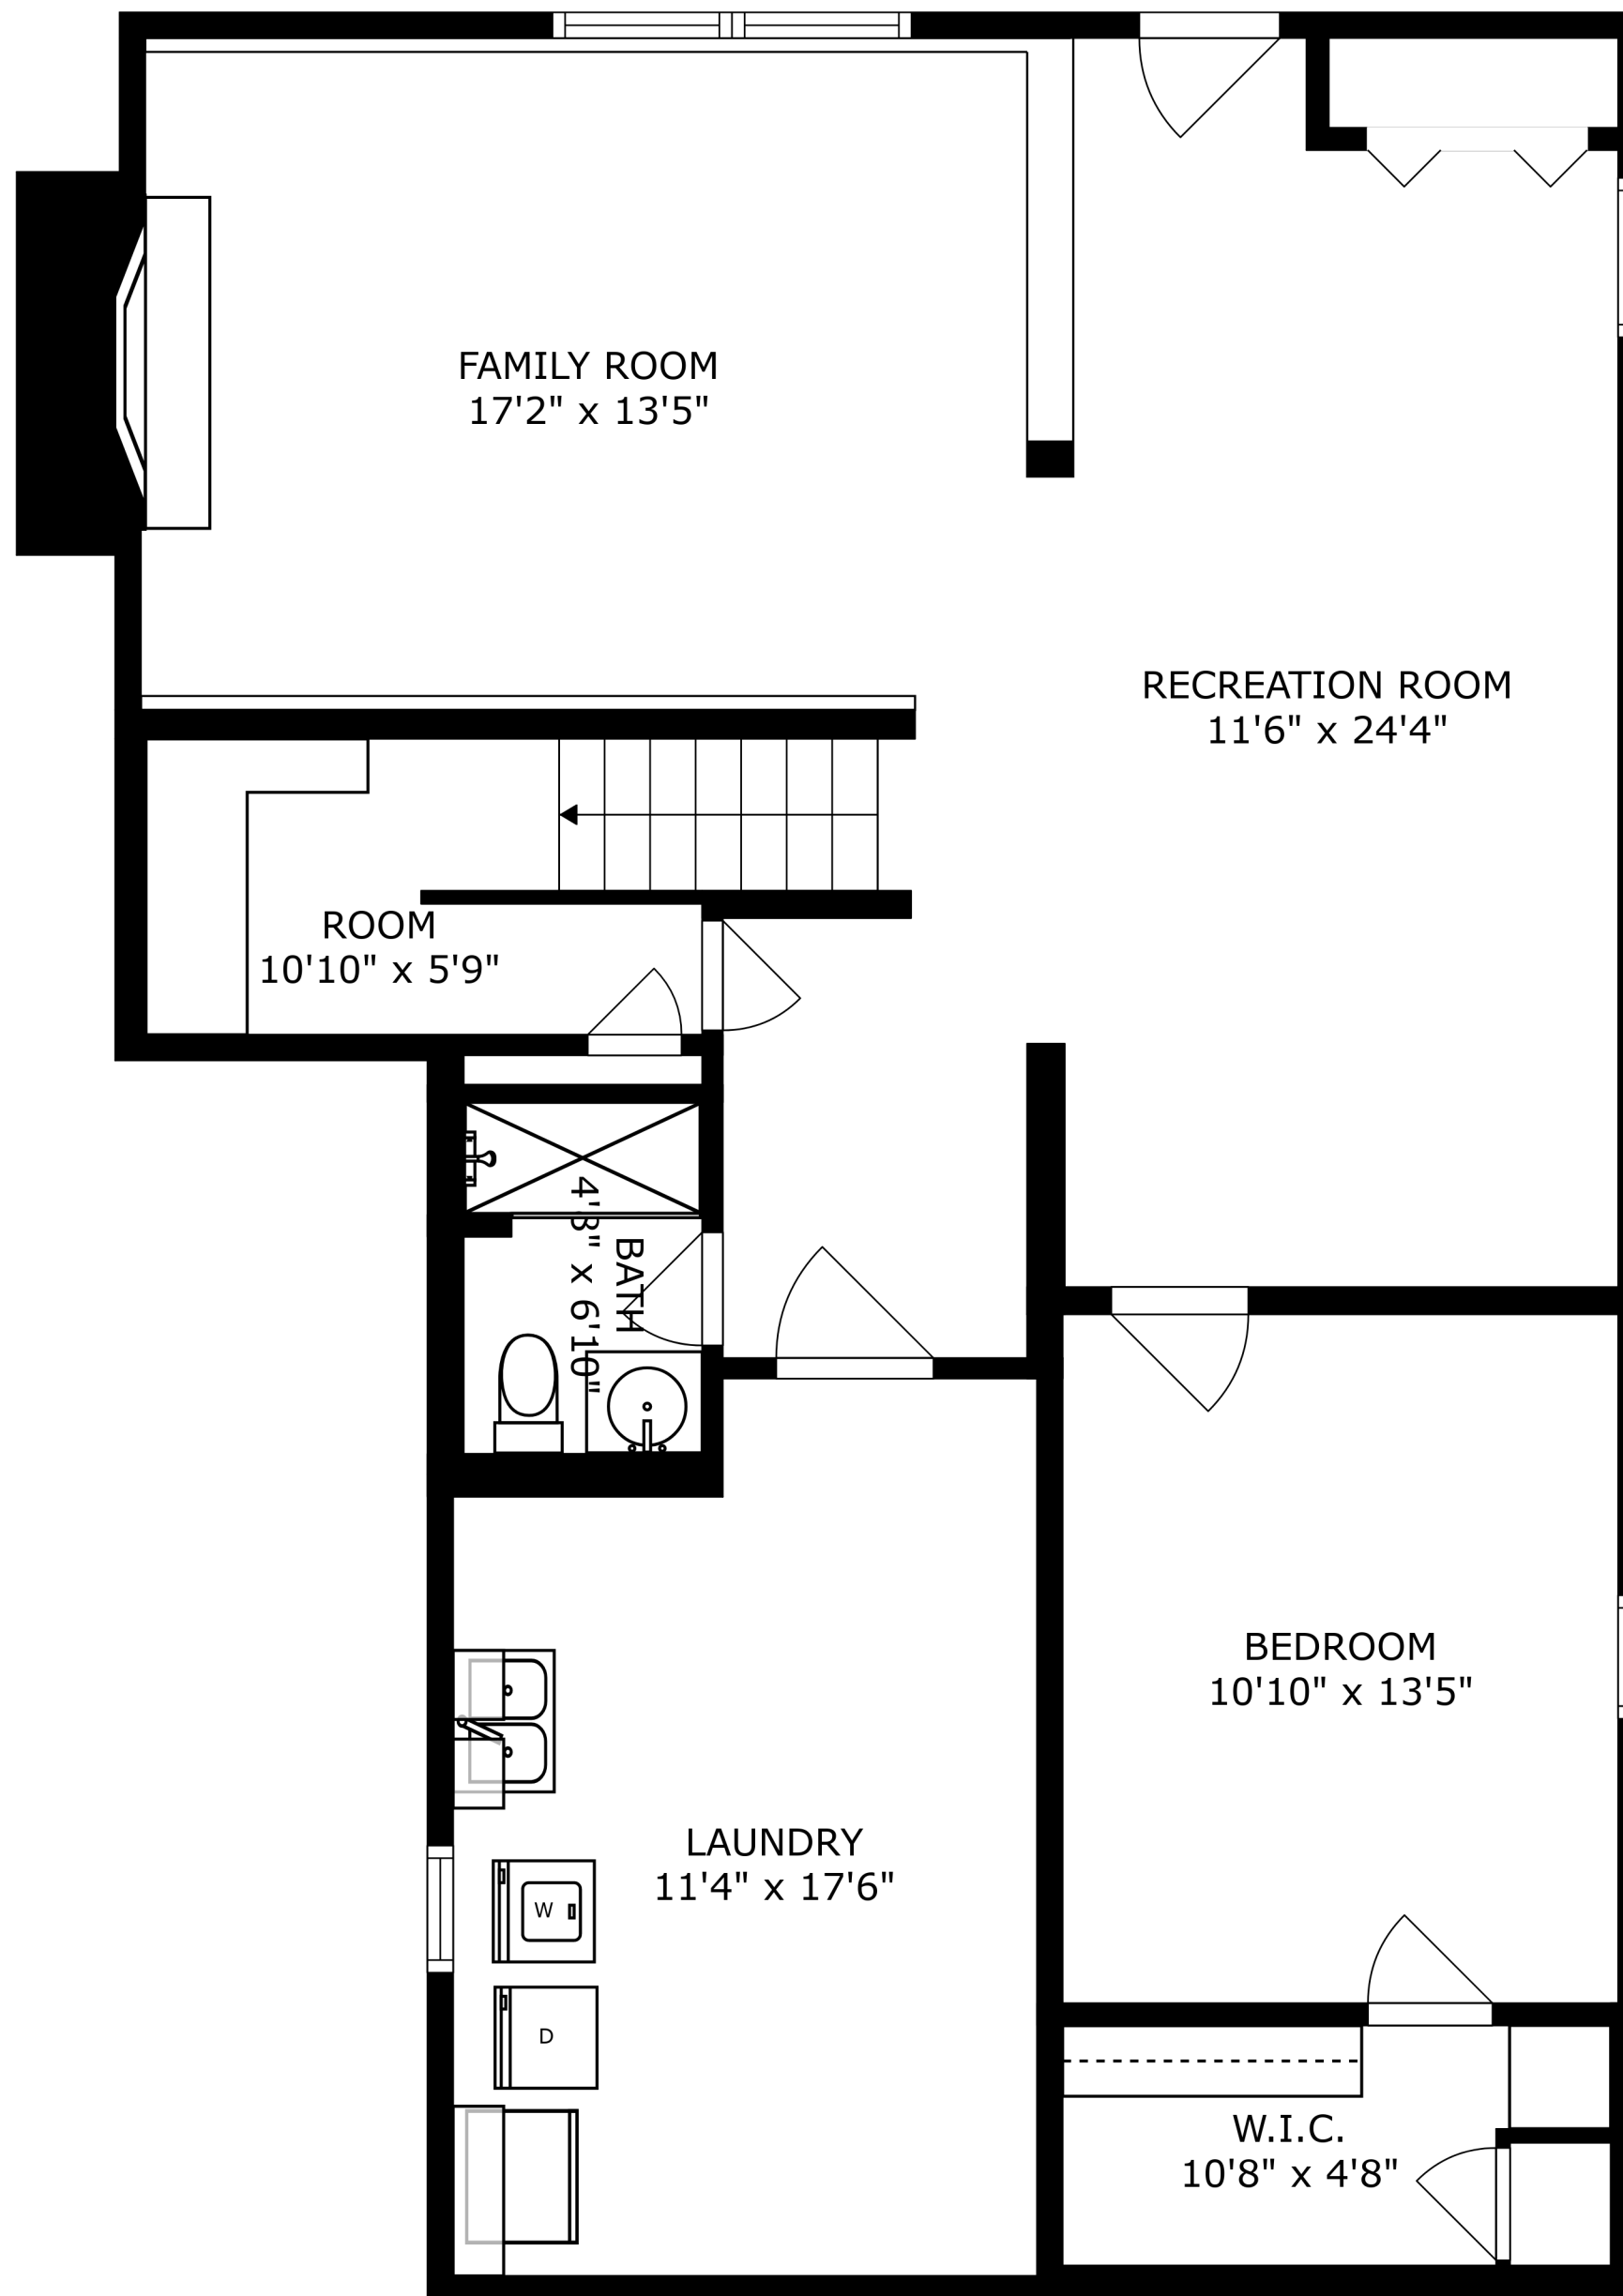 FAMILY ROOM
17'2" x 13'5"
RECREATION ROOM
11'6" x 24'4"
ROOM
10'10" x 5'9"
BATH
4'8" x 6'10"
BEDROOM
10'10" x 13'5"
LAUNDRY
11'4" x 17'6"
W
D
W.I.C.
10'8" x 4'8"